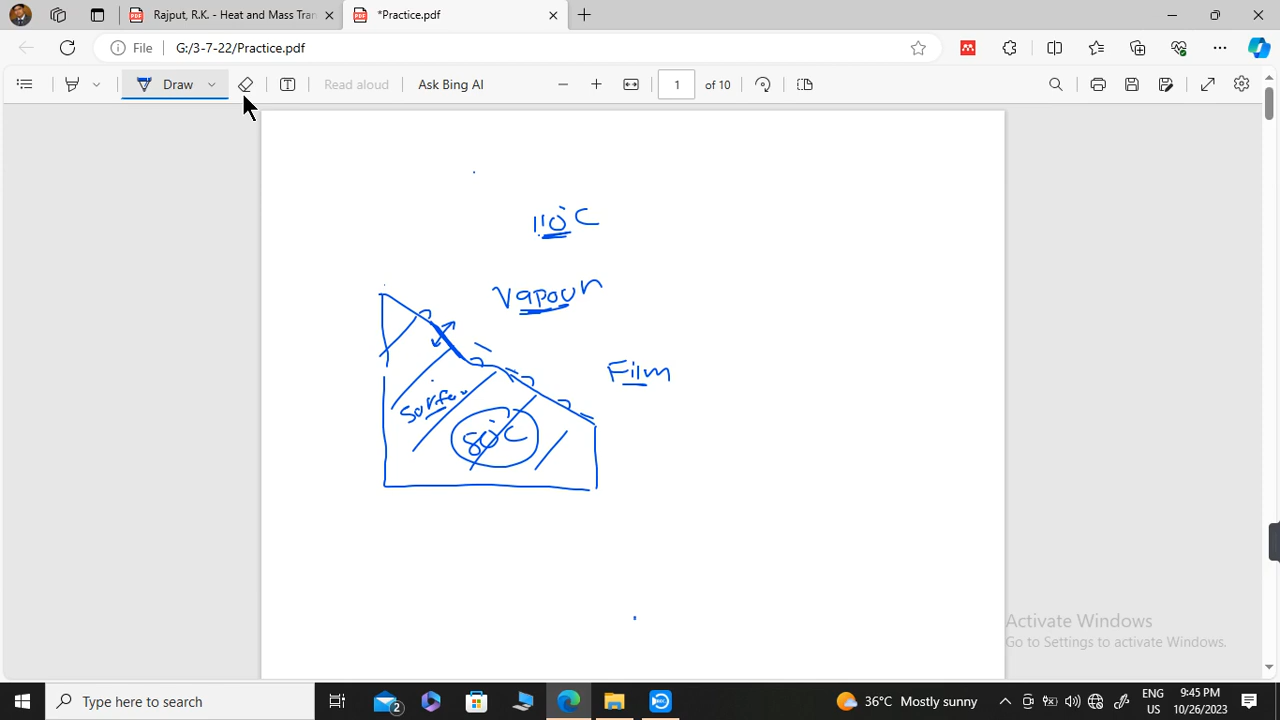 Rajput, R.K. - Heat and Mass Tran
*Practice.pdf
File G:/3-7-22/Practice.pdf
Draw Read aloud Ask Bing AI 1 of 10
110°C
Vapour
Film
80°C
Activate Windows
Go to Settings to activate Windows.
Type here to search
2
36°C Mostly sunny
ENG
US
9:45 PM
10/26/2023